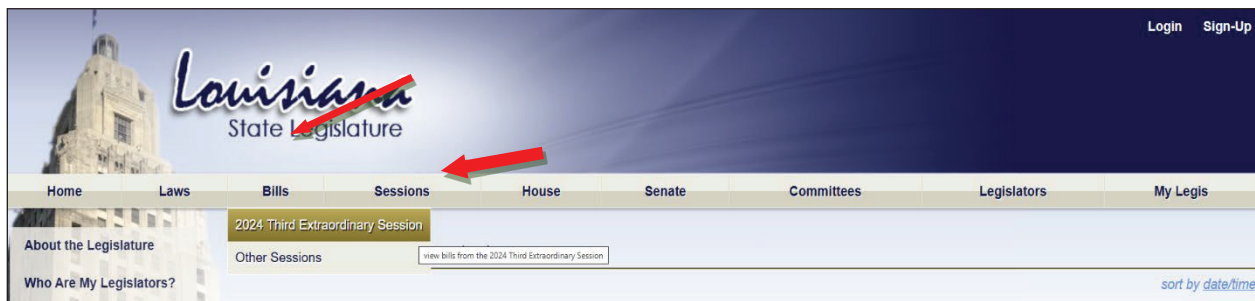 Login Sign-Up
Louisiana
State Legislature
Home Laws Bills Sessions House Senate Committees Legislators My Legis
2024 Third Extraordinary Session
About the Legislature
Other Sessions
view bills from the 2024 Third Extraordinary Session
Who Are My Legislators?
sort by date/time